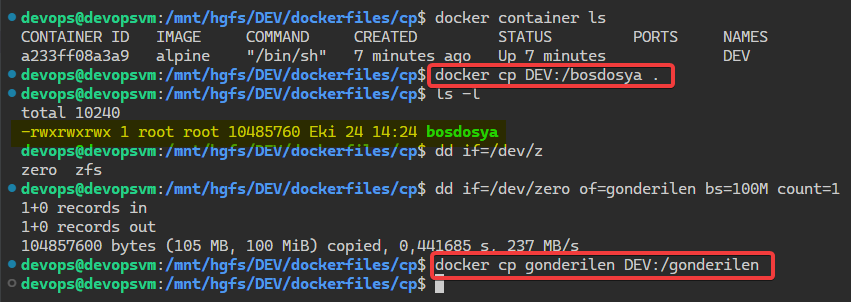 devops@devopsvm:/mnt/hgfs/DEV/dockerfiles/cp$ docker container ls
CONTAINER ID   IMAGE     COMMAND     CREATED         STATUS         PORTS     NAMES
a233ff08a3a9   alpine    "/bin/sh"   7 minutes ago   Up 7 minutes             DEV
devops@devopsvm:/mnt/hgfs/DEV/dockerfiles/cp$ docker cp DEV:/bosdosya .
devops@devopsvm:/mnt/hgfs/DEV/dockerfiles/cp$ ls -l
total 10240
-rwxrwxrwx 1 root root 10485760 Eki 24 14:24 bosdosya
devops@devopsvm:/mnt/hgfs/DEV/dockerfiles/cp$ dd if=/dev/z
zero  zfs
devops@devopsvm:/mnt/hgfs/DEV/dockerfiles/cp$ dd if=/dev/zero of=gonderilen bs=100M count=1
1+0 records in
1+0 records out
104857600 bytes (105 MB, 100 MiB) copied, 0,441685 s, 237 MB/s
devops@devopsvm:/mnt/hgfs/DEV/dockerfiles/cp$ docker cp gonderilen DEV:/gonderilen
devops@devopsvm:/mnt/hgfs/DEV/dockerfiles/cp$